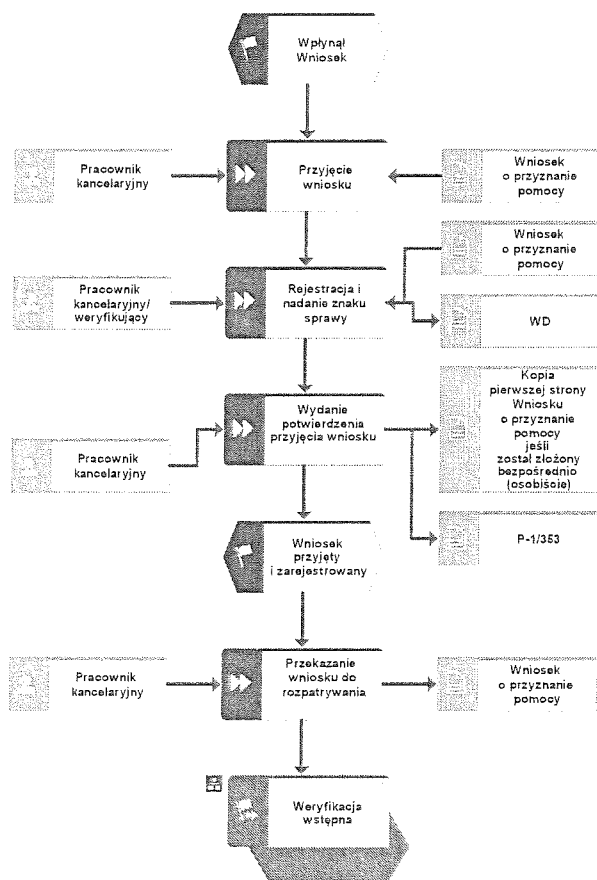 Wpłynął
Wniosek
Pracownik
kancelaryjny
Przyjęcie
wniosku
Wniosek
o przyznanie
pomocy
Wniosek
o przyznanie
pomocy
Pracownik
kancelaryjny/
weryfikujący
Rejestracja i
nadanie znaku
sprawy
WD
Kopia
pierwszej strony
Wniosku
o przyznanie
pomocy
jeśli
został złożony
bezpośrednio
(osobiście)
Wydanie
potwierdzenia
przyjęcia wniosku
Pracownik
kancelaryjny
P-1/353
Wniosek
przyjęty
i zarejestrowany
Pracownik
kancelaryjny
Przekazanie
wniosku do
rozpatrywania
Wniosek
o przyznanie
pomocy
Weryfikacja
wstępna